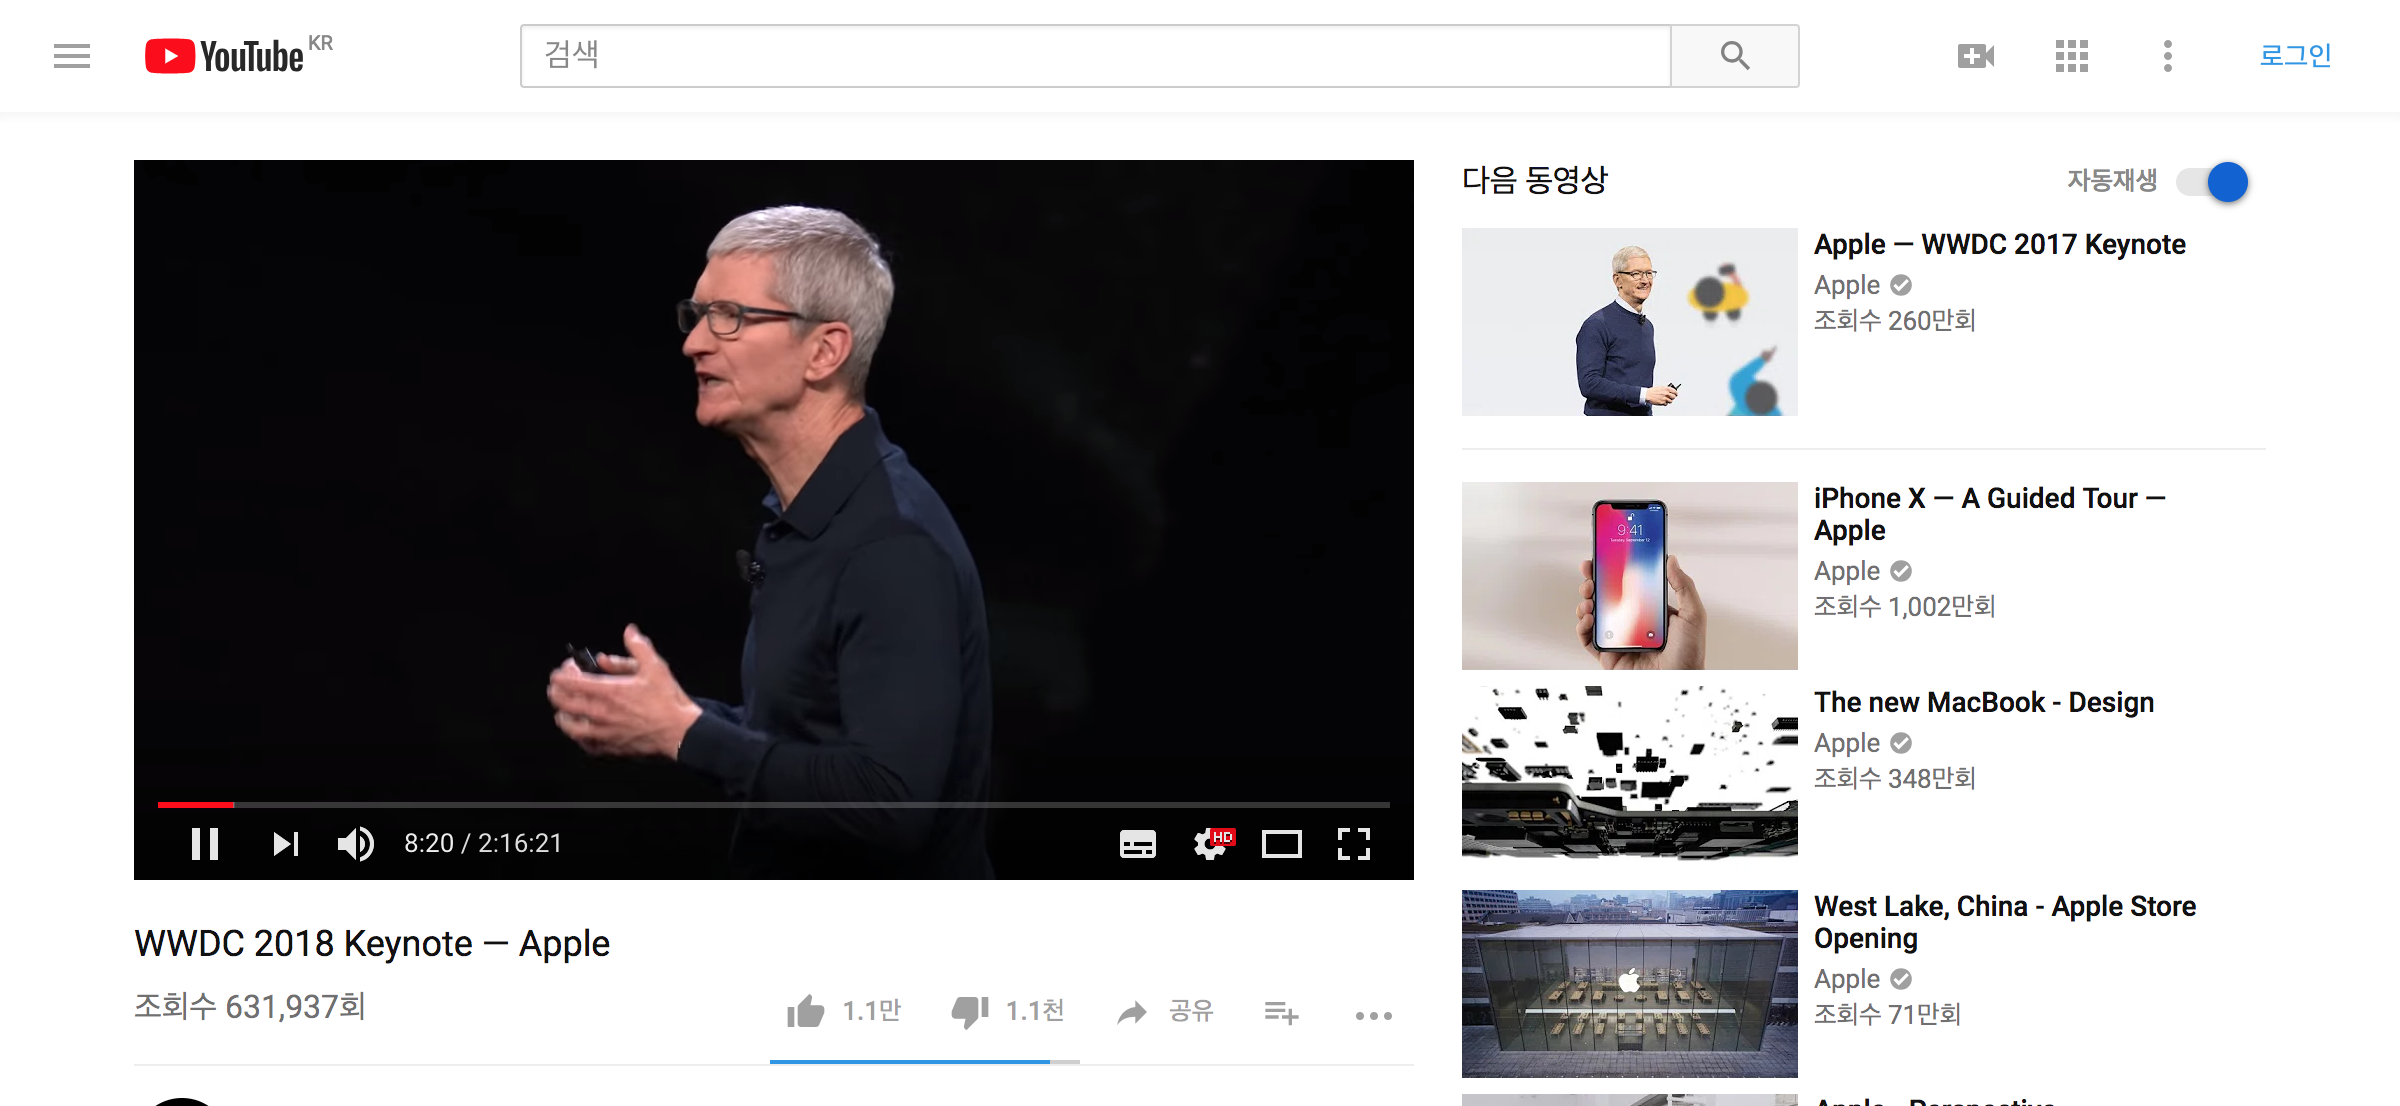 YouTube KR
검색
로그인
8:20 / 2:16:21
HD
WWDC 2018 Keynote — Apple
조회수 631,937회
1.1만
1.1천
공유
다음 동영상
자동재생
Apple — WWDC 2017 Keynote
Apple
조회수 260만회
9:41
iPhone X — A Guided Tour —
Apple
Apple
조회수 1,002만회
The new MacBook - Design
Apple
조회수 348만회
West Lake, China - Apple Store
Opening
Apple
조회수 71만회
Apple - Perspective